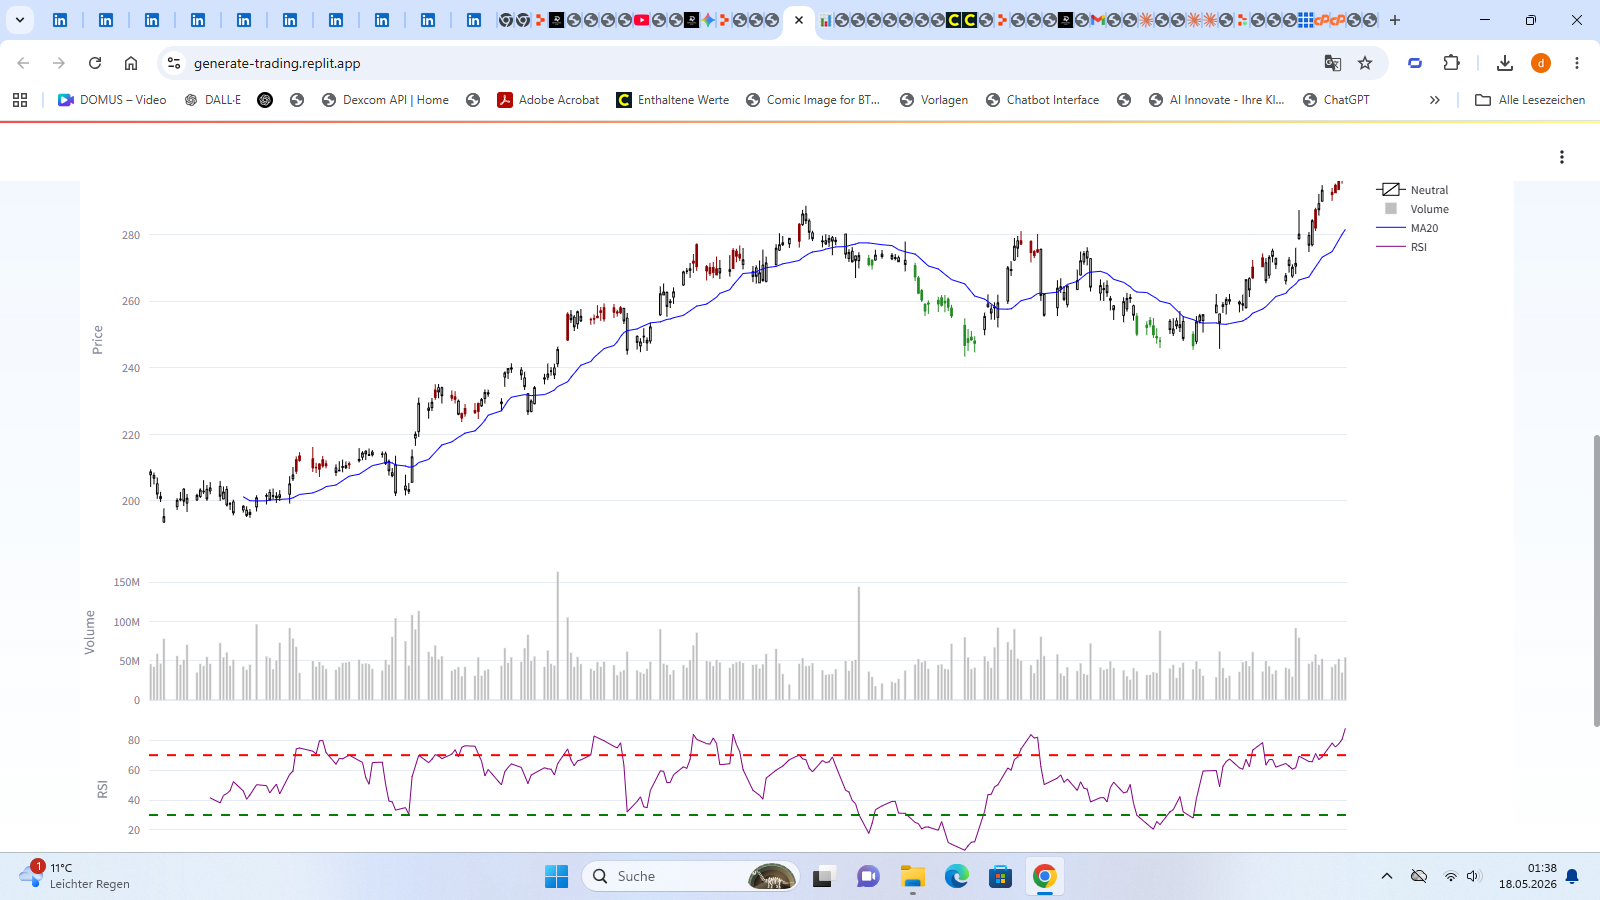 generate-trading.replit.app
DOMUS – Video
DALL·E
Dexcom API | Home
Adobe Acrobat
Enthaltene Werte
Comic Image for BT...
Vorlagen
Chatbot Interface
AI Innovate - Ihre KI...
ChatGPT
Alle Lesezeichen
d
Neutral
Volume
MA20
RSI
Price
280
260
240
220
200
Volume
150M
100M
50M
0
RSI
80
60
40
20
1
11°C
Leichter Regen
Suche
01:38
18.05.2026